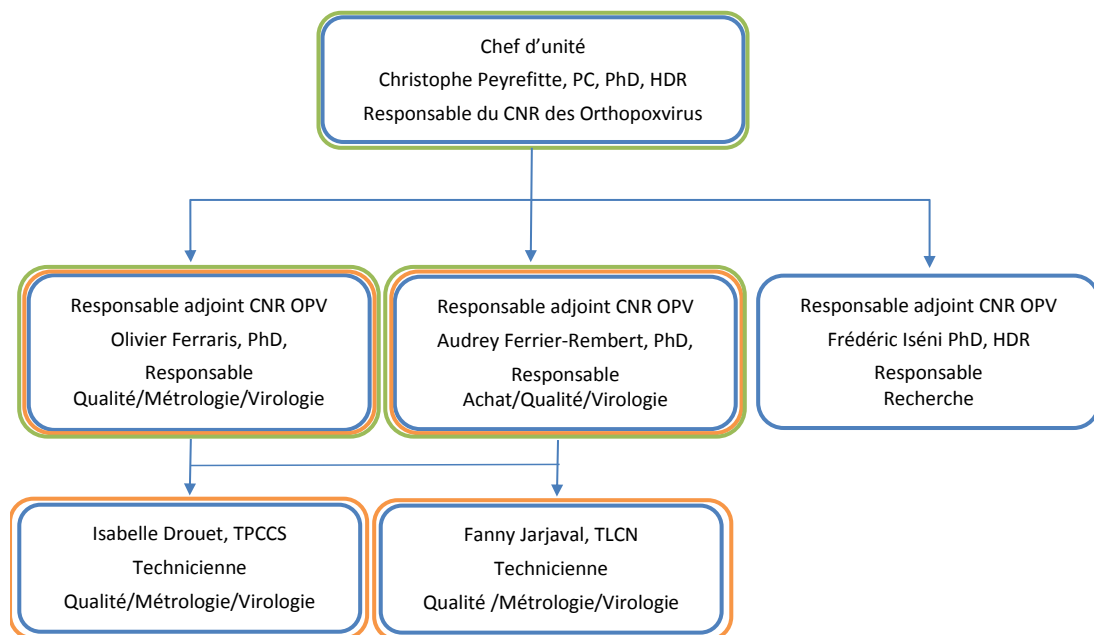 Chef d’unité
Christophe Peyrefitte, PC, PhD, HDR
Responsable du CNR des Orthopoxvirus
Responsable adjoint CNR OPV
Olivier Ferraris, PhD,
Responsable
Qualité/Métrologie/Virologie
Responsable adjoint CNR OPV
Audrey Ferrier-Rembert, PhD,
Responsable
Achat/Qualité/Virologie
Responsable adjoint CNR OPV
Frédéric Iséni PhD, HDR
Responsable
Recherche
Isabelle Drouet, TPCCS
Technicienne
Qualité/Métrologie/Virologie
Fanny Jarjaval, TLCN
Technicienne
Qualité /Métrologie/Virologie